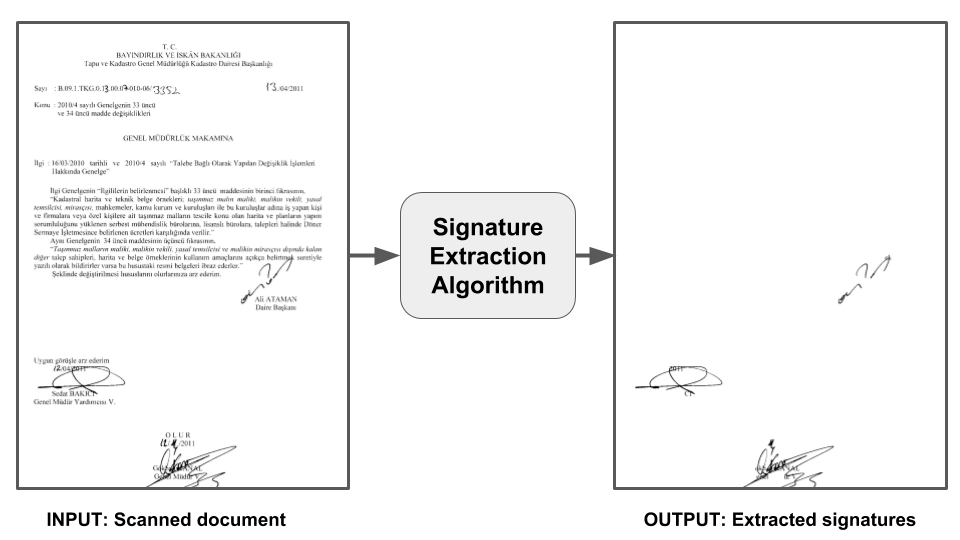 T. C.
BAYINDIRLIK VE İSKÂN BAKANLIĞI
Tapu ve Kadastro Genel Müdürlüğü Kadastro Dairesi Başkanlığı
Sayı : B.09.1.TKG.0.13.00.07-010-06/3352
13/04/2011
Konu : 2010/4 sayılı Genelgenin 33 üncü
ve 34 üncü madde değişiklikleri
GENEL MÜDÜRLÜK MAKAMINA
İlgi : 16/03/2010 tarihli ve 2010/4 sayılı "Talebe Bağlı Olarak Yapılan Değişiklik İşlemleri
Hakkında Genelge"
İlgi Genelgenin "İlgililerin belirlenmesi" başlıklı 33 üncü maddesinin birinci fıkrasının,
"Kadastral harita ve teknik belge örnekleri; taşınmaz malın maliki, malikin vekili, yasal
temsilcisi, mirasçısı, mahkemeler, kamu kurum ve kuruluşları ile bu kuruluşlar adına iş yapan kişi
ve firmalara veya özel kişilere ait taşınmaz malların tescile konu olan harita ve planların yapım
sorumluluğunu yüklenen serbest mühendislik bürolarına, lisanslı bürolara, talepleri halinde Döner
Sermaye İşletmesince belirlenen ücretleri karşılığında verilir."
Aynı Genelgenin 34 üncü maddesinin üçüncü fıkrasının,
"Taşınmaz malların maliki, malikin vekili, yasal temsilcisi ve malikin mirasçısı dışında kalan
diğer talep sahipleri, harita ve belge örneklerinin kullanım amaçlarını açıkça belirtmek suretiyle
yazılı olarak bildirirler varsa bu husustaki resmi belgeleri ibraz ederler."
Şeklinde değiştirilmesi hususlarını olurlarınıza arz ederim.
Ali ATAMAN
Daire Başkanı
Uygun görüşle arz ederim
12/04/2011
Sedat BAKICI
Genel Müdür Yardımcısı V.
O L U R
12/4/2011
Genel Müdür V.
Signature
Extraction
Algorithm
2011
CI
INPUT: Scanned document
OUTPUT: Extracted signatures